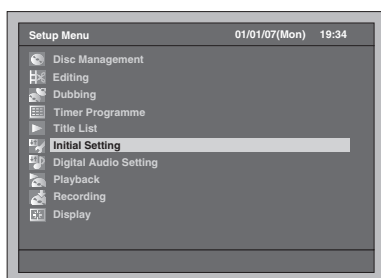 Setup Menu 01/01/07(Mon) 19:34
Disc Management
Editing
Dubbing
Timer Programme
Title List
Initial Setting
Digital Audio Setting
Playback
Recording
Display